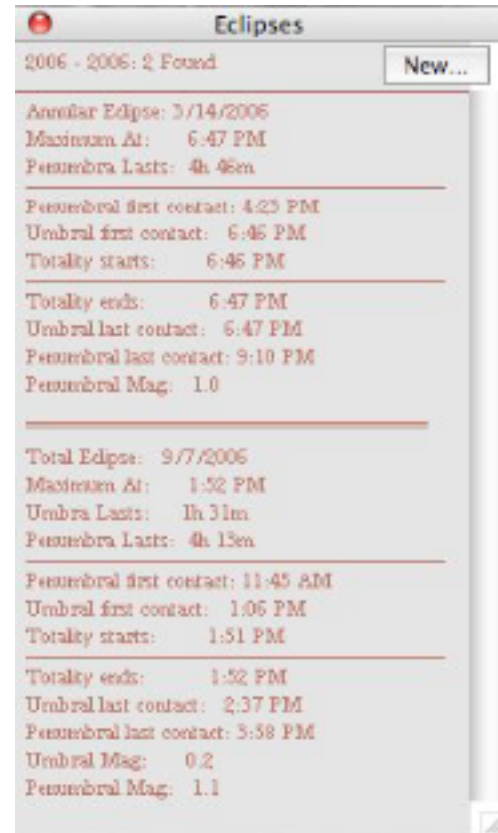 Eclipses
2006 - 2006: 2 Found
New...
Annular Eclipse: 3/14/2006
Maximum At: 6:47 PM
Penumbra Lasts: 4h 46m
Penumbral first contact: 4:23 PM
Umbral first contact: 6:46 PM
Totality starts: 6:46 PM
Totality ends: 6:47 PM
Umbral last contact: 6:47 PM
Penumbral last contact: 9:10 PM
Penumbral Mag: 1.0
Total Eclipse: 9/7/2006
Maximum At: 1:52 PM
Umbra Lasts: 1h 31m
Penumbra Lasts: 4h 13m
Penumbral first contact: 11:45 AM
Umbral first contact: 1:06 PM
Totality starts: 1:51 PM
Totality ends: 1:52 PM
Umbral last contact: 2:37 PM
Penumbral last contact: 3:58 PM
Umbral Mag: 0.2
Penumbral Mag: 1.1